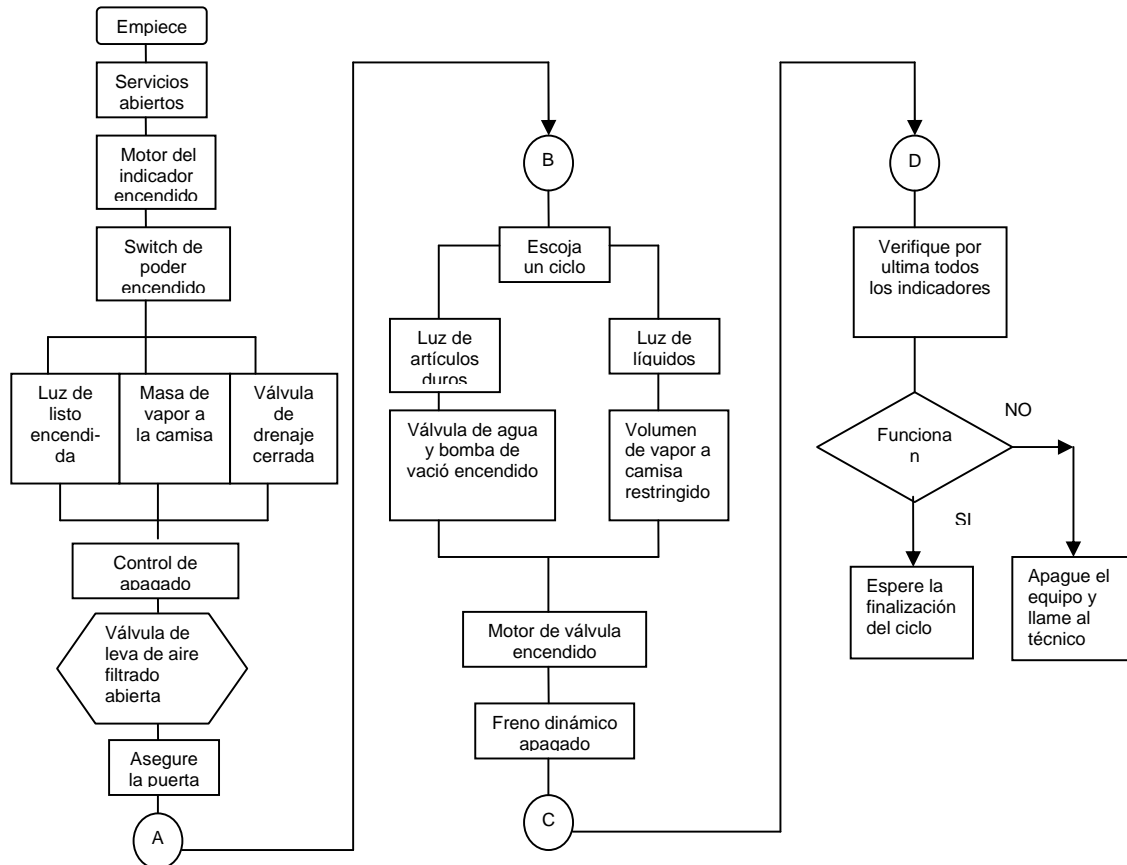 Empiece
Servicios
abiertos
Motor del
indicador
encendido
Switch de
poder
encendido
Luz de
listo
encendi-
da
Masa de
vapor a
la camisa
Válvula
de
drenaje
cerrada
Control de
apagado
Válvula de
leva de aire
filtrado
abierta
Asegure
la puerta
A
B
Escoja
un ciclo
Luz de
artículos
duros
Luz de
líquidos
Válvula de agua
y bomba de
vació encendido
Volumen
de vapor a
camisa
restringido
Motor de válvula
encendido
Freno dinámico
apagado
C
D
Verifique por
ultima todos
los indicadores
Funciona
n
NO
SI
Espere la
finalización
del ciclo
Apague el
equipo y
llame al
técnico